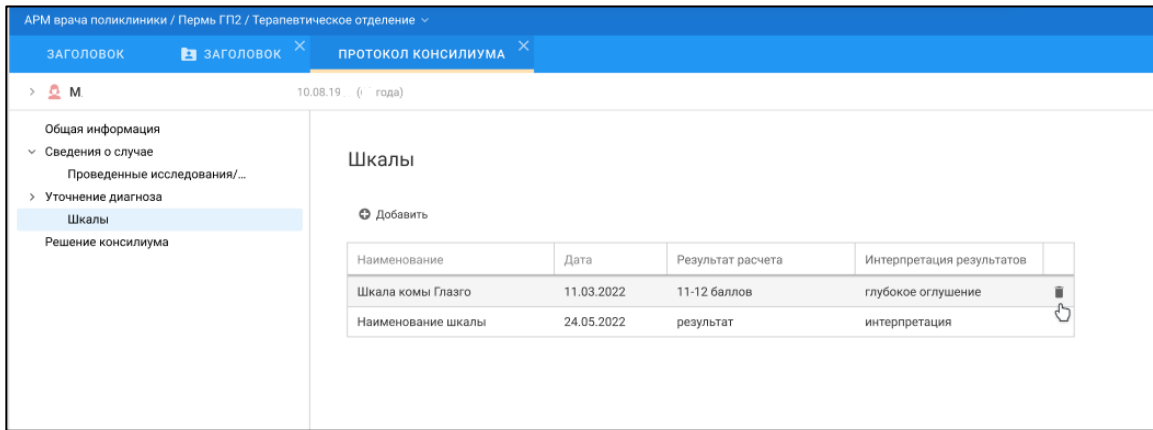 АРМ врача поликлиники / Пермь ГП2 / Терапевтическое отделение
ЗАГОЛОВОК ЗАГОЛОВОК ПРОТОКОЛ КОНСИЛИУМА
М. 10.08.19 ( года)
Общая информация
Сведения о случае
Проведенные исследования/...
Уточнение диагноза
Шкалы
Решение консилиума
Шкалы
Добавить
Наименование Дата Результат расчета Интерпретация результатов
Шкала комы Глазго 11.03.2022 11-12 баллов глубокое оглушение
Наименование шкалы 24.05.2022 результат интерпретация